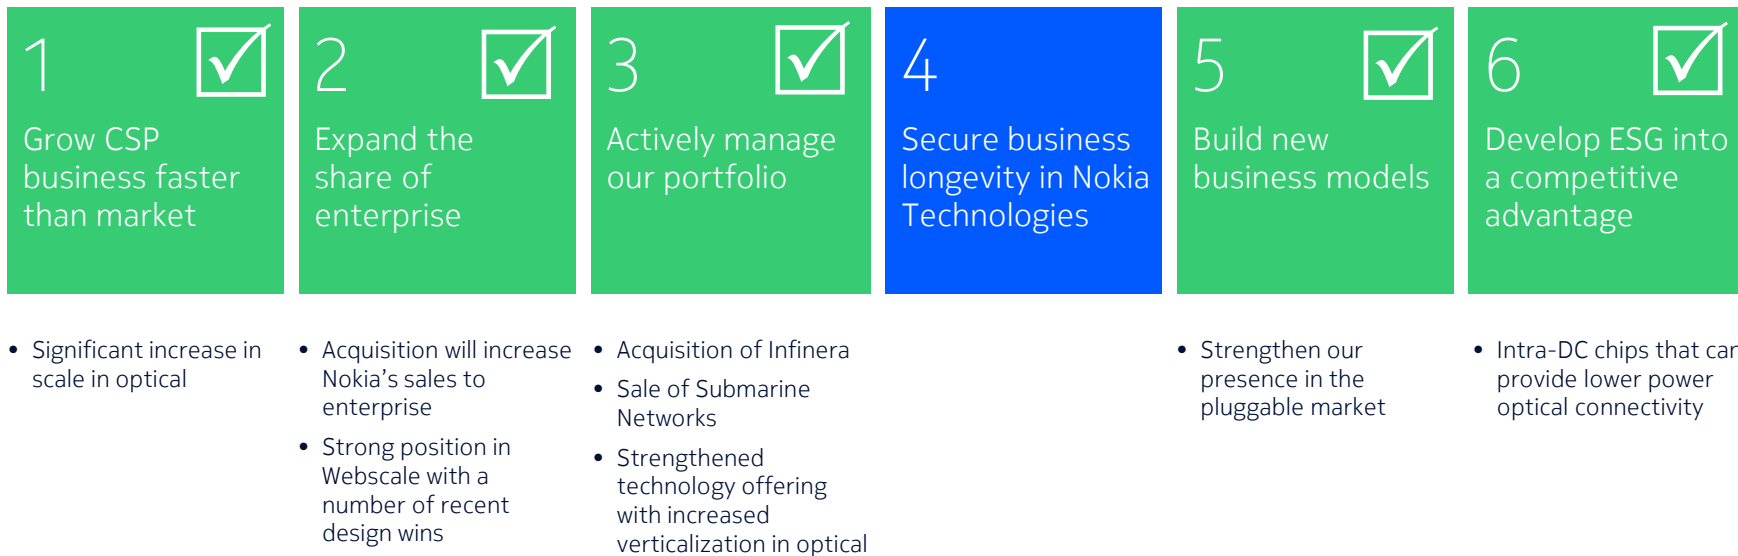 1
Grow CSP
business faster
than market
• Significant increase in
scale in optical
2
Expand the
share of
enterprise
• Acquisition will increase
Nokia's sales to
enterprise
• Strong position in
Webscale with a
number of recent
design wins
3
Actively manage
our portfolio
• Acquisition of Infinera
• Sale of Submarine
Networks
• Strengthened
technology offering
with increased
verticalization in optical
4
Secure business
longevity in Nokia
Technologies
5
Build new
business models
• Strengthen our
presence in the
pluggable market
6
Develop ESG into
a competitive
advantage
• Intra-DC chips that can
provide lower power
optical connectivity